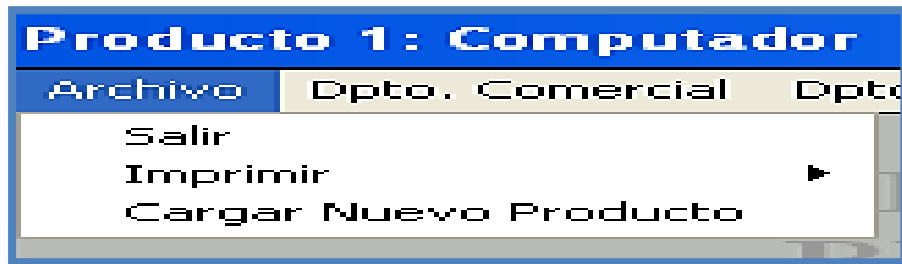 Producto 1: Computador
Archivo Dpto. Comercial
Salir
Imprimir
Cargar Nuevo Producto